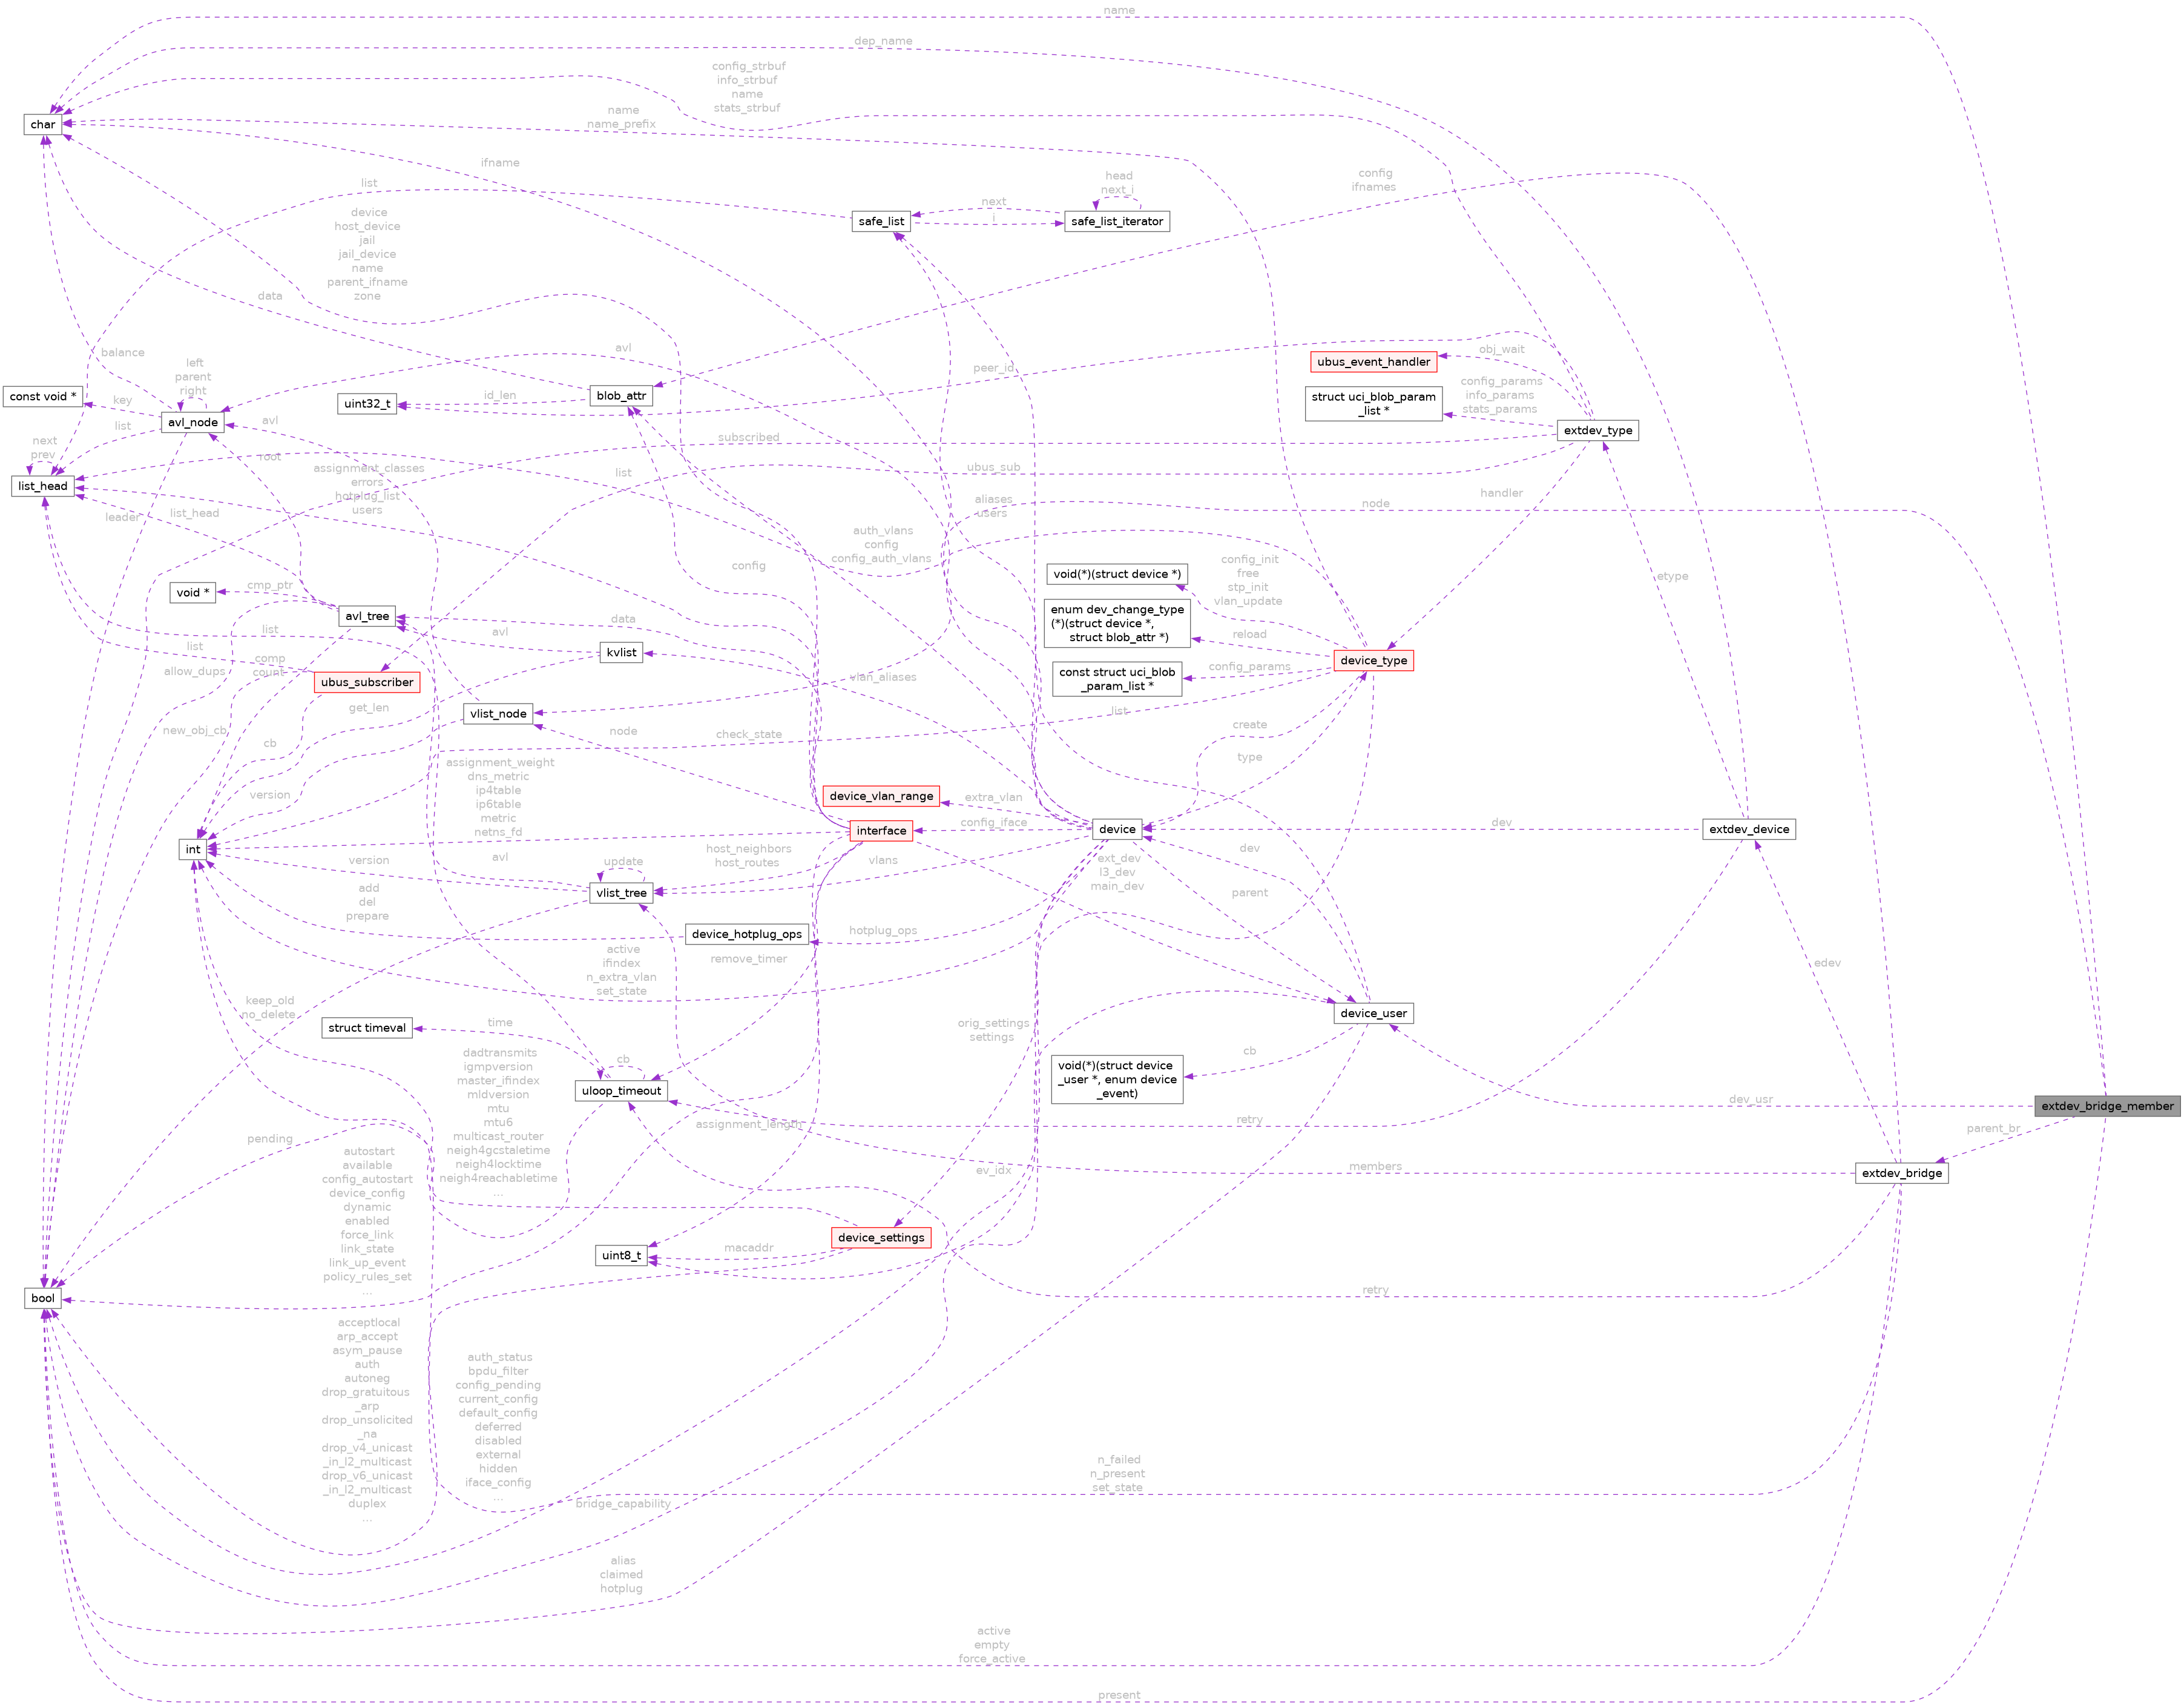 name
dep_name
config_strbuf
info_strbuf
name
stats_strbuf
name
name_prefix
char
ifname
config
ifnames
list
head
next_i
next
i
safe_list
safe_list_iterator
device
host_device
jail
jail_device
name
parent_ifname
zone
data
balance
left
parent
right
avl
peer_id
obj_wait
ubus_event_handler
const void *
key
uint32_t
id_len
blob_attr
struct uci_blob_param
_list *
config_params
info_params
stats_params
avl_node
list
avl
subscribed
extdev_type
next
prev
root
list_head
assignment_classes
errors
hotplug_list
users
list
ubus_sub
handler
leader
list_head
aliases
users
node
auth_vlans
config
config_auth_vlans
config
void *
cmp_ptr
void(*)(struct device *)
config_init
free
stp_init
vlan_update
etype
avl_tree
enum dev_change_type
(*)(struct device *,
struct blob_attr *)
reload
list
data
avl
kvlist
list
comp
count
allow_dups
ubus_subscriber
vlan_aliases
const struct uci_blob
_param_list *
config_params
device_type
get_len
vlist_node
list
new_obj_cb
cb
node
check_state
create
type
version
assignment_weight
dns_metric
ip4table
ip6table
metric
netns_fd
device_vlan_range
extra_vlan
interface
config_iface
device
dev
extdev_device
int
version
avl
update
host_neighbors
host_routes
vlans
ext_dev
l3_dev
main_dev
dev
parent
vlist_tree
add
del
prepare
device_hotplug_ops
hotplug_ops
active
ifindex
n_extra_vlan
set_state
remove_timer
edev
keep_old
no_delete
struct timeval
time
orig_settings
settings
device_user
cb
void(*)(struct device
_user *, enum device
_event)
cb
uloop_timeout
dadtransmits
igmpversion
master_ifindex
mldversion
mtu
mtu6
multicast_router
neigh4gcstaletime
neigh4locktime
neigh4reachabletime
...
dev_usr
extdev_bridge_member
assignment_length
retry
parent_br
pending
autostart
available
config_autostart
device_config
dynamic
enabled
force_link
link_state
link_up_event
policy_rules_set
...
ev_idx
members
extdev_bridge
device_settings
macaddr
uint8_t
bool
retry
acceptlocal
arp_accept
asym_pause
auth
autoneg
drop_gratuitous
_arp
drop_unsolicited
_na
drop_v4_unicast
_in_l2_multicast
drop_v6_unicast
_in_l2_multicast
duplex
...
auth_status
bpdu_filter
config_pending
current_config
default_config
deferred
disabled
external
hidden
iface_config
...
n_failed
n_present
set_state
bridge_capability
alias
claimed
hotplug
active
empty
force_active
present